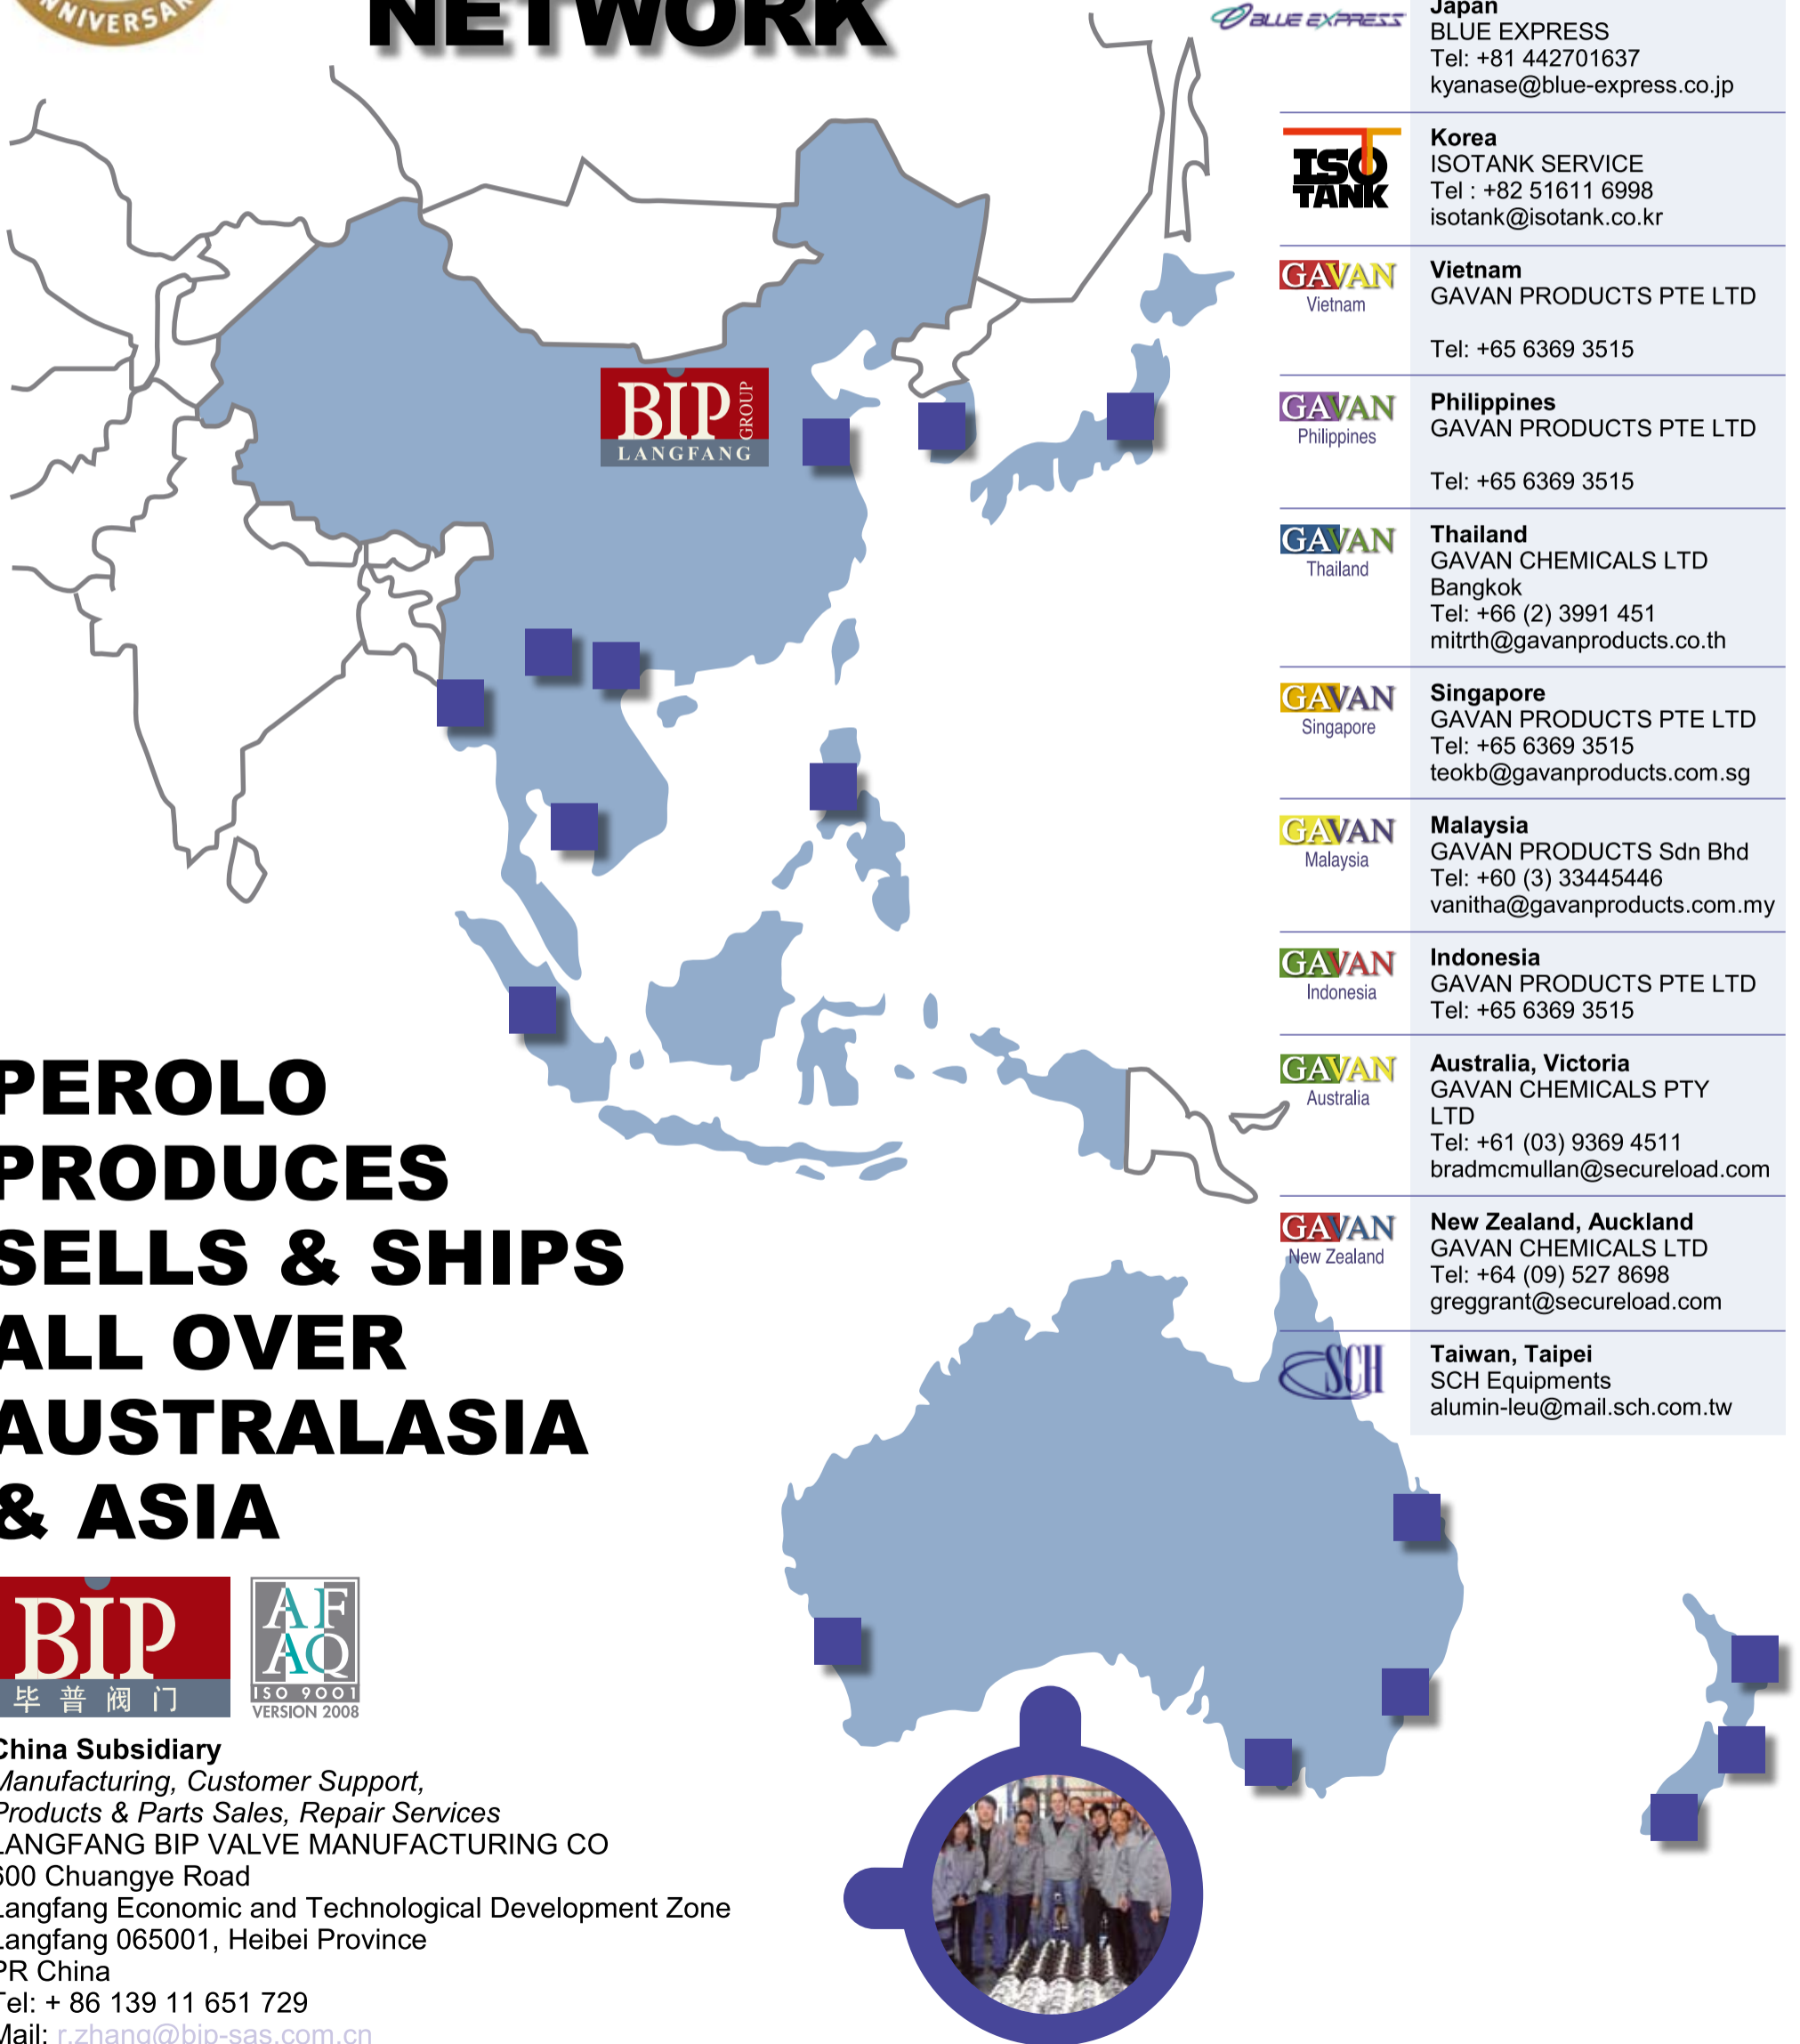 NNIVERSAR
NETWORK
BLUE EXPRESS
Japan
BLUE EXPRESS
Tel: +81 442701637
kyanase@blue-express.co.jp
ISO
TANK
Korea
ISOTANK SERVICE
Tel : +82 51611 6998
isotank@isotank.co.kr
GAVAN
Vietnam
Vietnam
GAVAN PRODUCTS PTE LTD
Tel: +65 6369 3515
GAVAN
Philippines
Philippines
GAVAN PRODUCTS PTE LTD
Tel: +65 6369 3515
GAVAN
Thailand
Thailand
GAVAN CHEMICALS LTD
Bangkok
Tel: +66 (2) 3991 451
mitrth@gavanproducts.co.th
GAVAN
Singapore
Singapore
GAVAN PRODUCTS PTE LTD
Tel: +65 6369 3515
teokb@gavanproducts.com.sg
GAVAN
Malaysia
Malaysia
GAVAN PRODUCTS Sdn Bhd
Tel: +60 (3) 33445446
vanitha@gavanproducts.com.my
GAVAN
Indonesia
Indonesia
GAVAN PRODUCTS PTE LTD
Tel: +65 6369 3515
GAVAN
Australia
Australia, Victoria
GAVAN CHEMICALS PTY
LTD
Tel: +61 (03) 9369 4511
bradmcmullan@secureload.com
GAVAN
New Zealand
New Zealand, Auckland
GAVAN CHEMICALS LTD
Tel: +64 (09) 527 8698
greggrant@secureload.com
SCH
Taiwan, Taipei
SCH Equipments
alumin-leu@mail.sch.com.tw
BIP GROUP
LANGFANG
PEROLO
PRODUCES
SELLS & SHIPS
ALL OVER
AUSTRALASIA
& ASIA
BIP
毕普阀门
AF
AQ
ISO 9001
VERSION 2008
China Subsidiary
Manufacturing, Customer Support,
Products & Parts Sales, Repair Services
LANGFANG BIP VALVE MANUFACTURING CO
600 Chuangye Road
Langfang Economic and Technological Development Zone
Langfang 065001, Heibei Province
PR China
Tel: + 86 139 11 651 729
Mail: r.zhang@bip-sas.com.cn